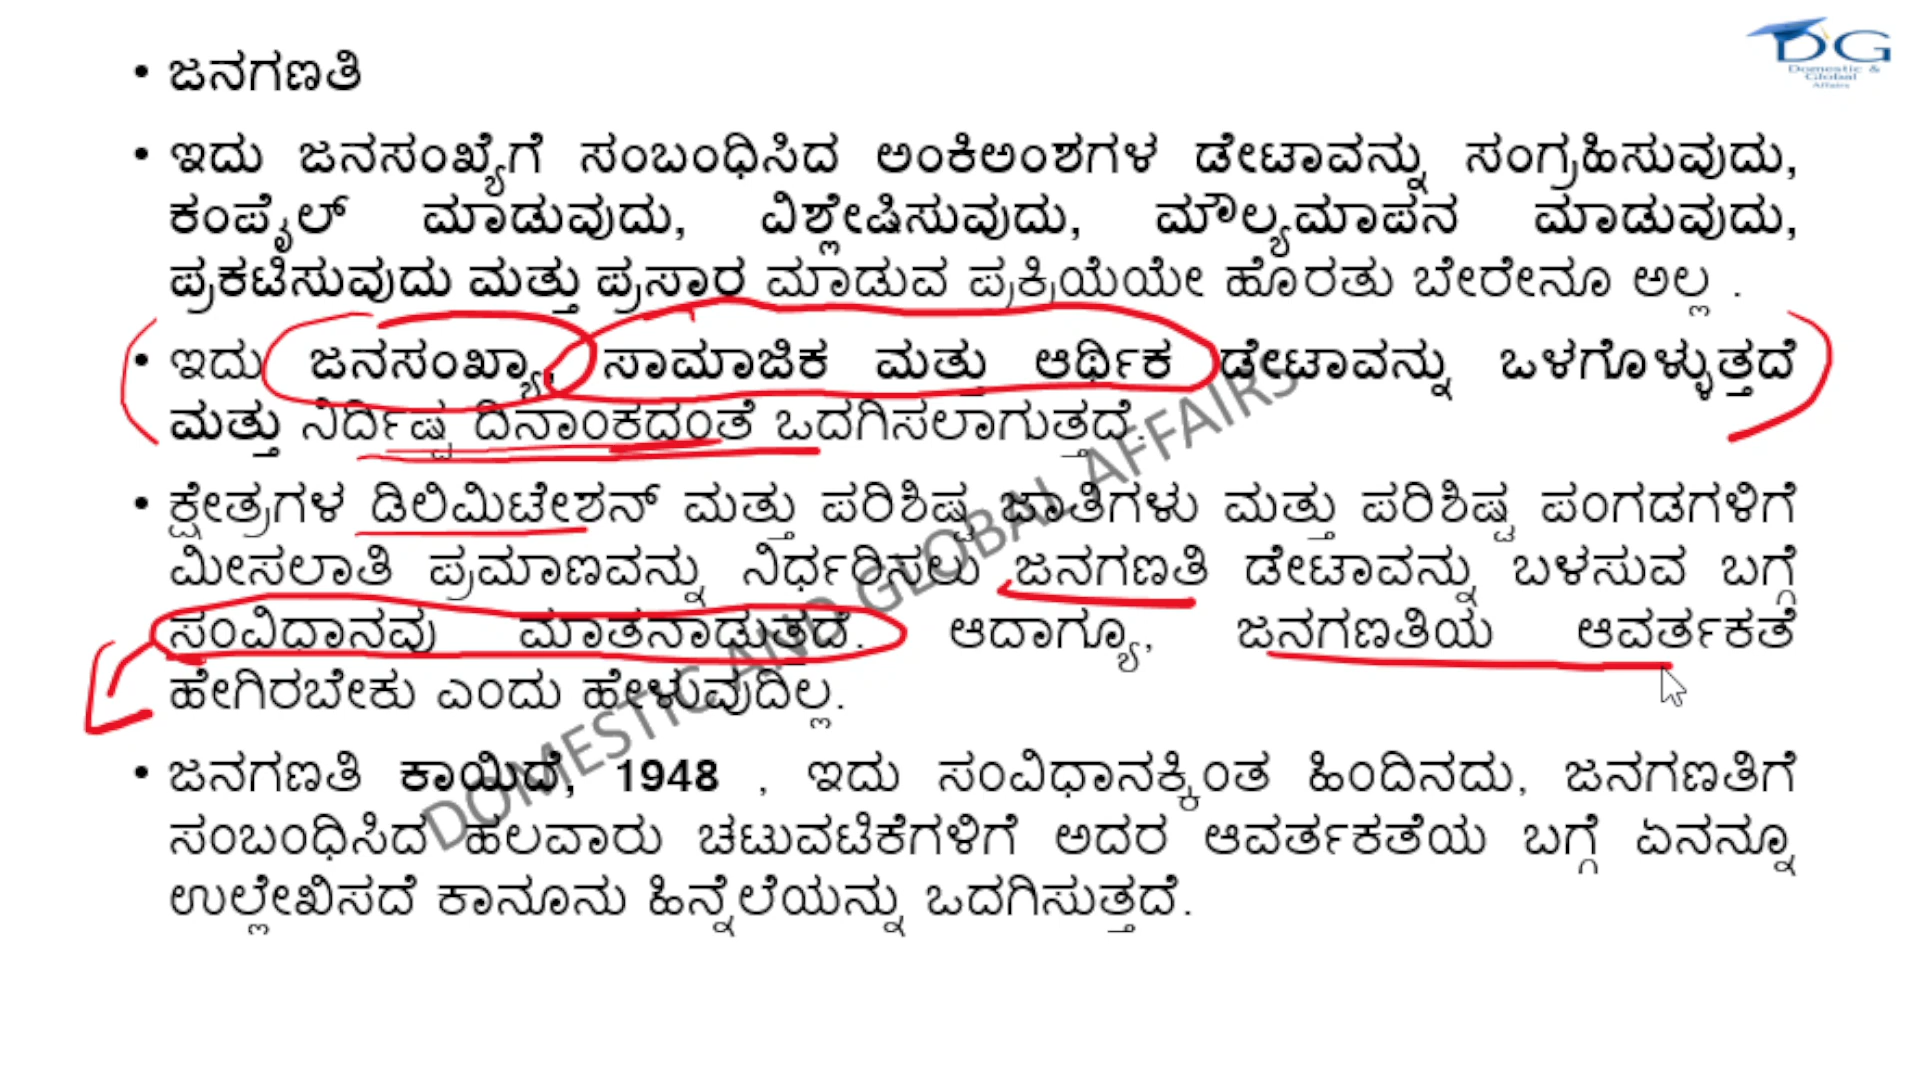 DG
Domestic &
Global
Affairs
• ಜನಗಣತಿ
• ಇದು ಜನಸಂಖ್ಯೆಗೆ ಸಂಬಂಧಿಸಿದ ಅಂಕಿಅಂಶಗಳ ಡೇಟಾವನ್ನು ಸಂಗ್ರಹಿಸುವುದು,
ಕಂಪೈಲ್ ಮಾಡುವುದು, ವಿಶ್ಲೇಷಿಸುವುದು, ಮೌಲ್ಯಮಾಪನ ಮಾಡುವುದು,
ಪ್ರಕಟಿಸುವುದು ಮತ್ತು ಪ್ರಸಾರ ಮಾಡುವ ಪ್ರಕ್ರಿಯೆಯೇ ಹೊರತು ಬೇರೇನೂ ಅಲ್ಲ .
• ಇದು ಜನಸಂಖ್ಯಾ, ಸಾಮಾಜಿಕ ಮತ್ತು ಆರ್ಥಿಕ ಡೇಟಾವನ್ನು ಒಳಗೊಳ್ಳುತ್ತದೆ
ಮತ್ತು ನಿರ್ದಿಷ್ಟ ದಿನಾಂಕದಂತೆ ಒದಗಿಸಲಾಗುತ್ತದೆ.
• ಕ್ಷೇತ್ರಗಳ ಡಿಲಿಮಿಟೇಶನ್ ಮತ್ತು ಪರಿಶಿಷ್ಟ ಜಾತಿಗಳು ಮತ್ತು ಪರಿಶಿಷ್ಟ ಪಂಗಡಗಳಿಗೆ
ಮೀಸಲಾತಿ ಪ್ರಮಾಣವನ್ನು ನಿರ್ಧರಿಸಲು ಜನಗಣತಿ ಡೇಟಾವನ್ನು ಬಳಸುವ ಬಗ್ಗೆ
ಸಂವಿಧಾನವು ಮಾತನಾಡುತ್ತದೆ. ಆದಾಗ್ಯೂ, ಜನಗಣತಿಯ ಆವರ್ತಕತೆ
ಹೇಗಿರಬೇಕು ಎಂದು ಹೇಳುವುದಿಲ್ಲ.
• ಜನಗಣತಿ ಕಾಯಿದೆ, 1948 , ಇದು ಸಂವಿಧಾನಕ್ಕಿಂತ ಹಿಂದಿನದು, ಜನಗಣತಿಗೆ
ಸಂಬಂಧಿಸಿದ ಹಲವಾರು ಚಟುವಟಿಕೆಗಳಿಗೆ ಅದರ ಆವರ್ತಕತೆಯ ಬಗ್ಗೆ ಏನನ್ನೂ
ಉಲ್ಲೇಖಿಸದೆ ಕಾನೂನು ಹಿನ್ನೆಲೆಯನ್ನು ಒದಗಿಸುತ್ತದೆ.
DOMESTIC AND GLOBAL AFFAIRS